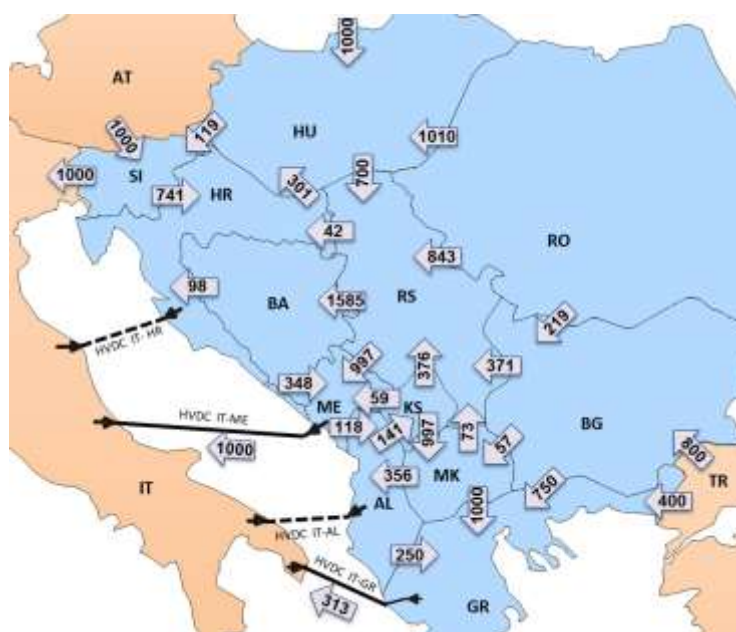 1000
AT
HU
1000
119
1010
1000
SI
741
HR
301
700
42
RO
843
98
BA
1585
RS
219
HVDC IT- HR
997
376
371
348
59
ME
KS
HVDC IT-ME
118
141
997
73
57
BG
1000
800
TR
IT
356
MK
AL
750
400
1000
HVDC IT-AL
250
HVDC IT-GR
313
GR